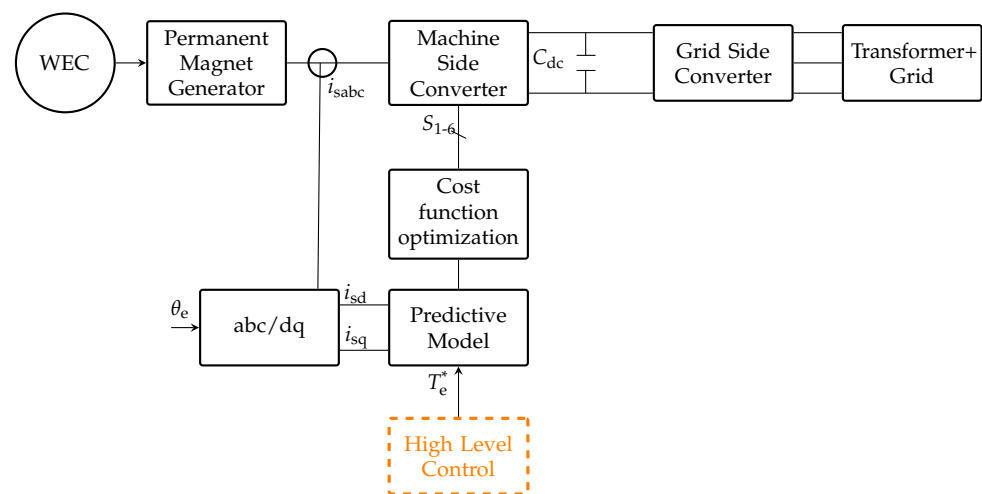 WEC
Permanent
Magnet
Generator
i_sabc
Machine
Side
Converter
C_dc
Grid Side
Converter
Transformer+
Grid
S_1-6
Cost
function
optimization
θ_e
abc/dq
i_sd
i_sq
Predictive
Model
T_e^*
High Level
Control